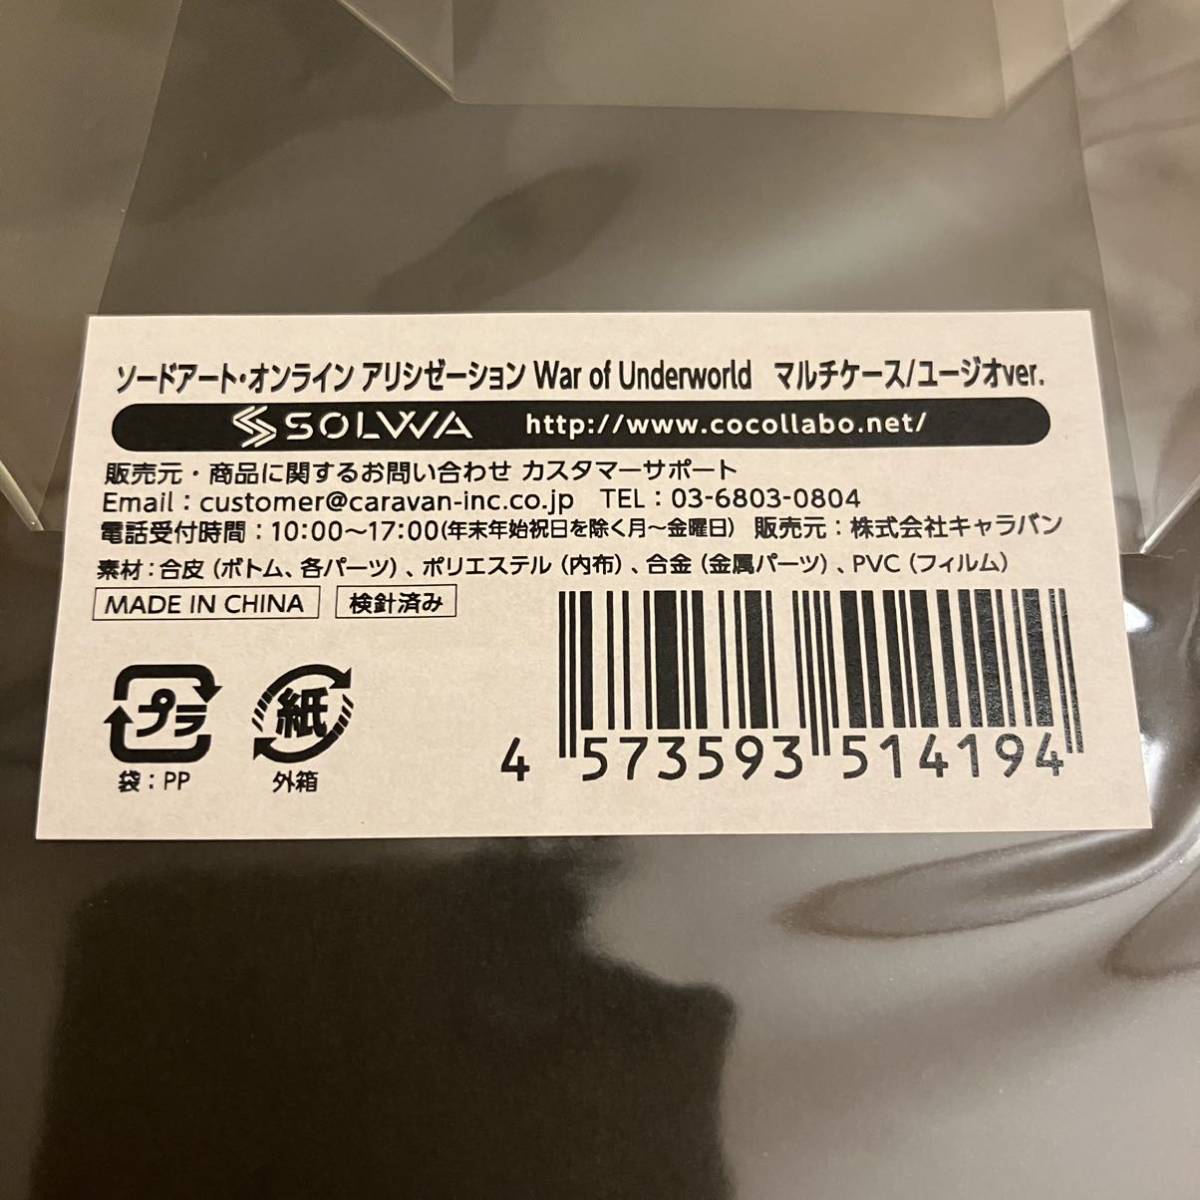 ソードアート・オンライン アリシゼーション War of Underworld　マルチケース/ユージオver.
SOLWA http://www.cocollabo.net/
販売元・商品に関するお問い合わせ カスタマーサポート
Email：customer@caravan-inc.co.jp　TEL：03-6803-0804
電話受付時間：10:00～17:00(年末年始祝日を除く月～金曜日)　販売元：株式会社キャラバン
素材：合皮（ボトム、各パーツ）、ポリエステル（内布）、合金（金属パーツ）、PVC（フィルム）
MADE IN CHINA 検針済み
プラ 紙
袋：PP 外箱
4 573593 514194